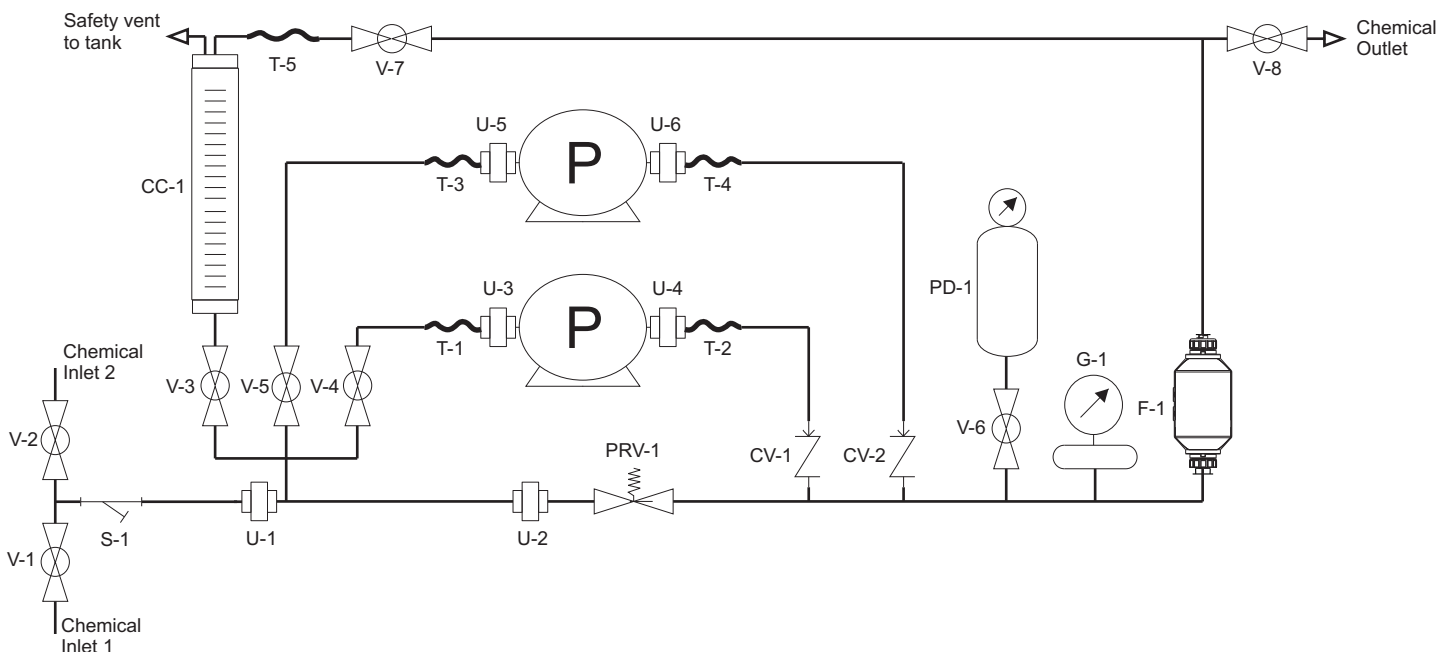 Safety vent
to tank
T-5
V-7
V-8
Chemical
Outlet
U-5
P
U-6
T-3
T-4
CC-1
U-3
P
U-4
T-1
T-2
PD-1
Chemical
Inlet 2
V-3
V-5
V-4
G-1
F-1
V-2
PRV-1
CV-1
CV-2
V-6
S-1
U-1
U-2
V-1
Chemical
Inlet 1